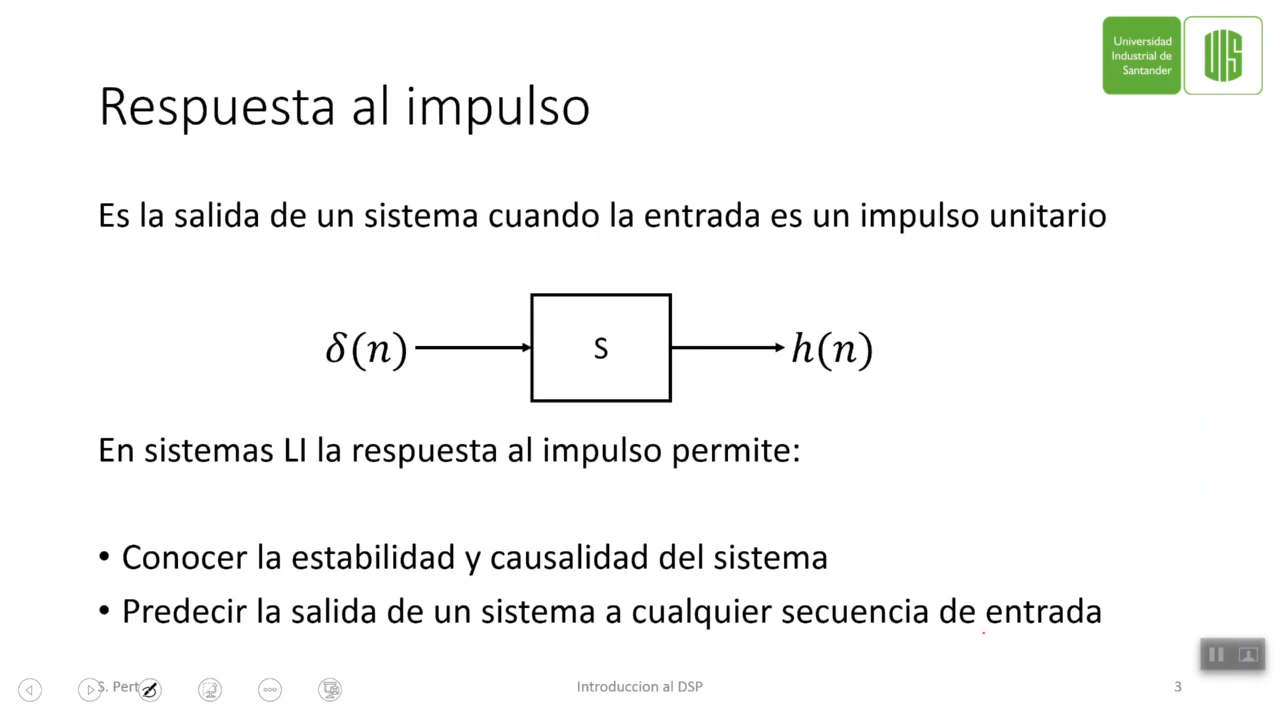 Universidad
Industrial de
Santander
UIS
Respuesta al impulso
Es la salida de un sistema cuando la entrada es un impulso unitario
δ(n)
S
h(n)
En sistemas LI la respuesta al impulso permite:
• Conocer la estabilidad y causalidad del sistema
• Predecir la salida de un sistema a cualquier secuencia de entrada
S. Pert
Introduccion al DSP
3